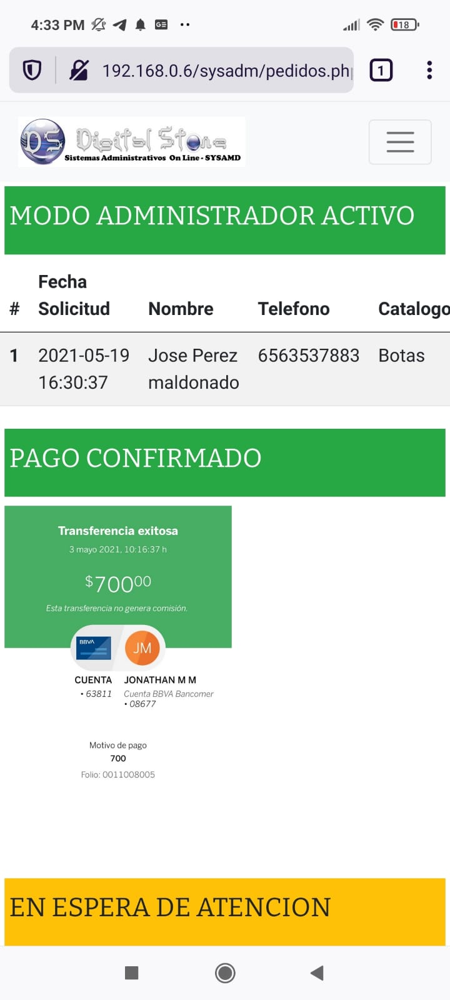 4:33 PM
18
192.168.0.6/sysadm/pedidos.ph
1
DS Digital Stone
Sistemas Administrativos On Line - SYSAMD
MODO ADMINISTRADOR ACTIVO
# Fecha Solicitud Nombre Telefono Catalogo
1 2021-05-19 Jose Perez 6563537883 Botas
16:30:37 maldonado
PAGO CONFIRMADO
Transferencia exitosa
3 mayo 2021, 10:16:37 h
$70000
Esta transferencia no genera comisión.
BBVA JM
CUENTA JONATHAN M M
• 63811 Cuenta BBVA Bancomer
• 08677
Motivo de pago
700
Folio: 0011008005
EN ESPERA DE ATENCION